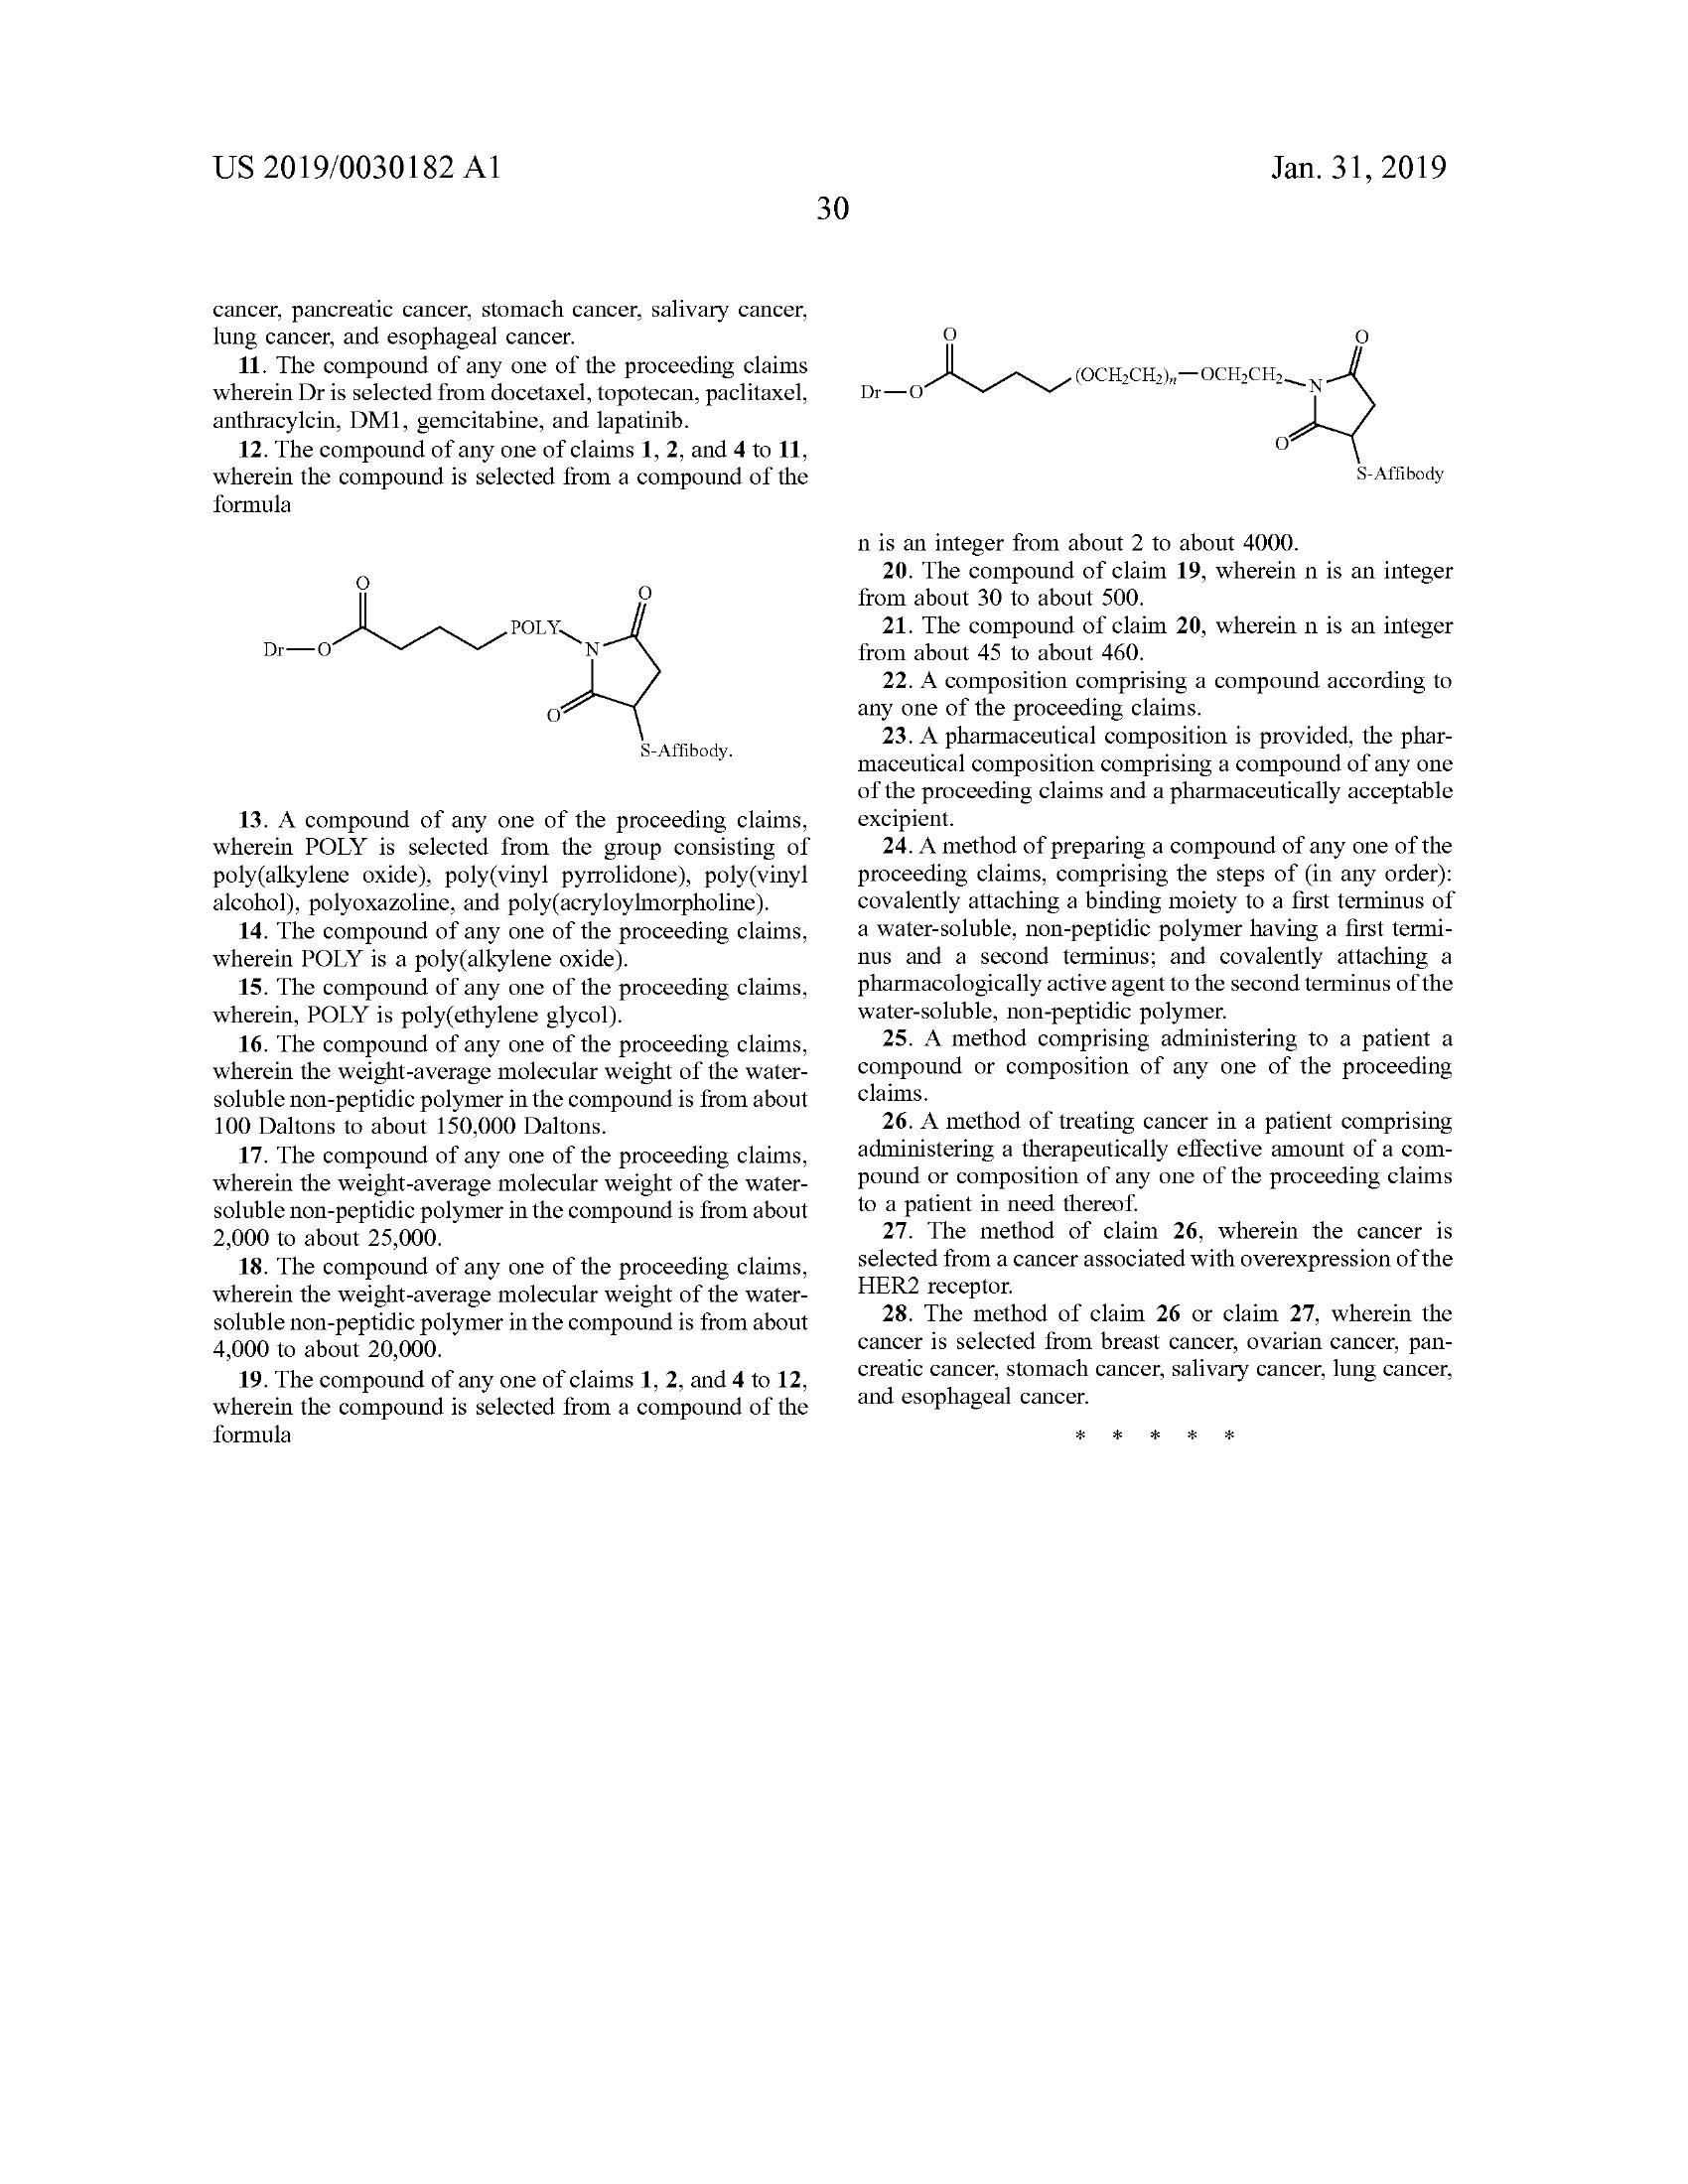 US 2019/0030182 A1
Jan. 31, 2019
30
cancer, pancreatic cancer, stomach cancer, salivary cancer,
lung cancer, and esophageal cancer.
11. The compound of any one of the proceeding claims
wherein Dr is selected from docetaxel, topotecan, paclitaxel,
anthracylcin, DM1, gemcitabine, and lapatinib.
12. The compound of any one of claims 1, 2, and 4 to 11,
wherein the compound is selected from a compound of the
formula
O
O
POLY
Dr—O
N
O
S-Affibody.
13. A compound of any one of the proceeding claims,
wherein POLY is selected from the group consisting of
poly(alkylene oxide), poly(vinyl pyrrolidone), poly(vinyl
alcohol), polyoxazoline, and poly(acryloylmorpholine).
14. The compound of any one of the proceeding claims,
wherein POLY is a poly(alkylene oxide).
15. The compound of any one of the proceeding claims,
wherein, POLY is poly(ethylene glycol).
16. The compound of any one of the proceeding claims,
wherein the weight-average molecular weight of the water-
soluble non-peptidic polymer in the compound is from about
100 Daltons to about 150,000 Daltons.
17. The compound of any one of the proceeding claims,
wherein the weight-average molecular weight of the water-
soluble non-peptidic polymer in the compound is from about
2,000 to about 25,000.
18. The compound of any one of the proceeding claims,
wherein the weight-average molecular weight of the water-
soluble non-peptidic polymer in the compound is from about
4,000 to about 20,000.
19. The compound of any one of claims 1, 2, and 4 to 12,
wherein the compound is selected from a compound of the
formula
O
O
(OCH₂CH₂)ₙ—OCH₂CH₂
Dr—O
N
O
S-Affibody
n is an integer from about 2 to about 4000.
20. The compound of claim 19, wherein n is an integer
from about 30 to about 500.
21. The compound of claim 20, wherein n is an integer
from about 45 to about 460.
22. A composition comprising a compound according to
any one of the proceeding claims.
23. A pharmaceutical composition is provided, the phar-
maceutical composition comprising a compound of any one
of the proceeding claims and a pharmaceutically acceptable
excipient.
24. A method of preparing a compound of any one of the
proceeding claims, comprising the steps of (in any order):
covalently attaching a binding moiety to a first terminus of
a water-soluble, non-peptidic polymer having a first termi-
nus and a second terminus; and covalently attaching a
pharmacologically active agent to the second terminus of the
water-soluble, non-peptidic polymer.
25. A method comprising administering to a patient a
compound or composition of any one of the proceeding
claims.
26. A method of treating cancer in a patient comprising
administering a therapeutically effective amount of a com-
pound or composition of any one of the proceeding claims
to a patient in need thereof.
27. The method of claim 26, wherein the cancer is
selected from a cancer associated with overexpression of the
HER2 receptor.
28. The method of claim 26 or claim 27, wherein the
cancer is selected from breast cancer, ovarian cancer, pan-
creatic cancer, stomach cancer, salivary cancer, lung cancer,
and esophageal cancer.
* * * * *